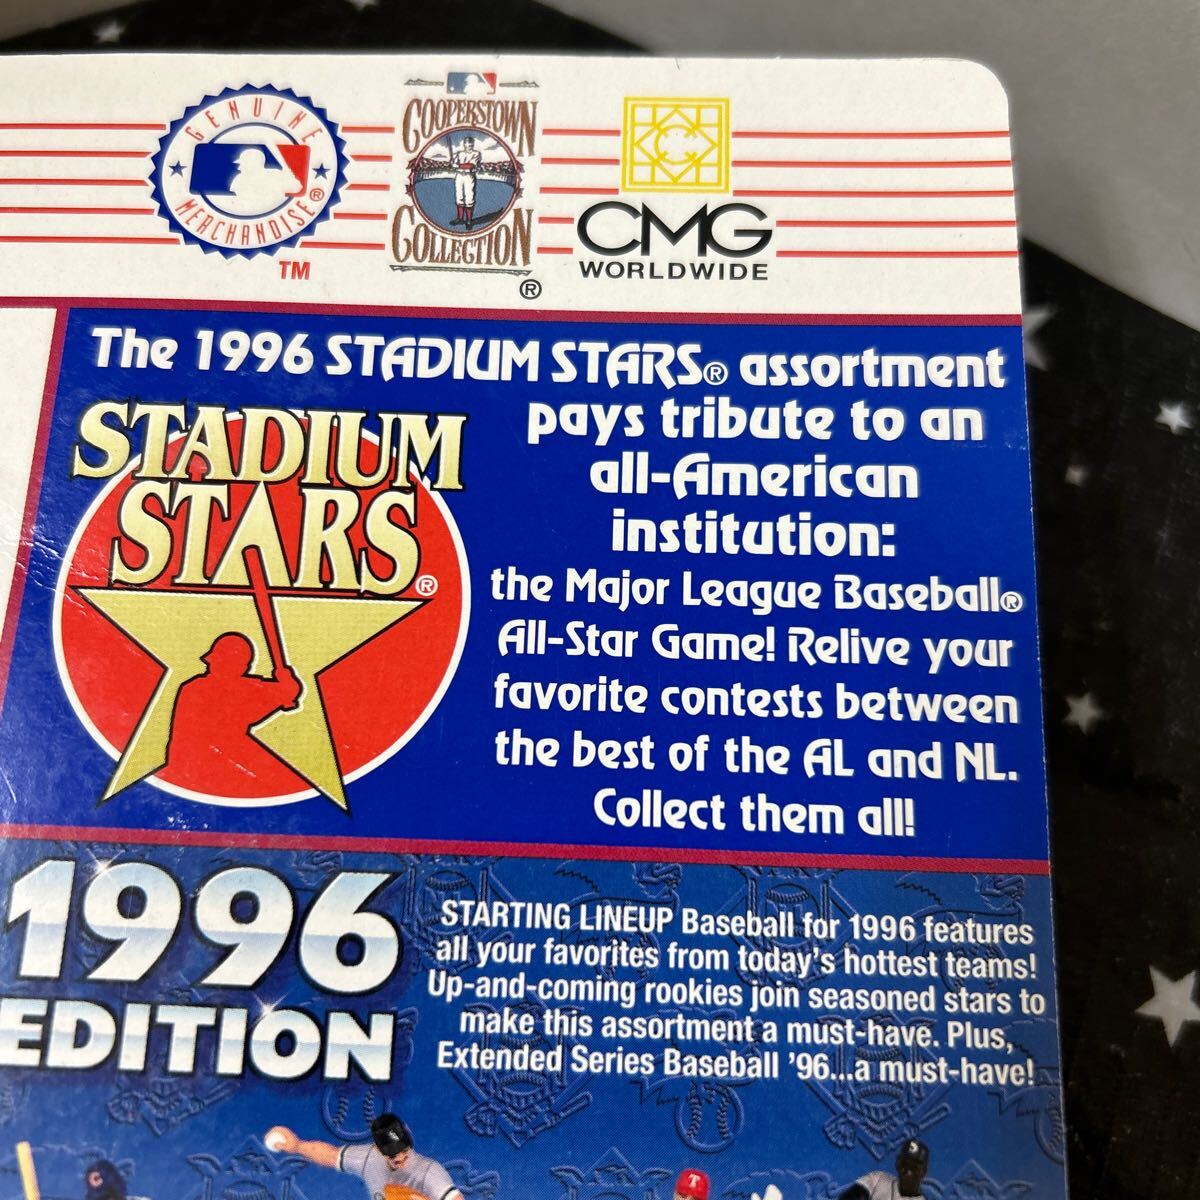 GENUINE
MERCHANDISE®
TM
COOPERSTOWN
COLLECTION
®
CMG
WORLDWIDE
The 1996 STADIUM STARS® assortment
pays tribute to an
all-American
institution:
the Major League Baseball®
All-Star Game! Relive your
favorite contests between
the best of the AL and NL.
Collect them all!
STADIUM
STARS
®
1996
EDITION
STARTING LINEUP Baseball for 1996 features
all your favorites from today's hottest teams!
Up-and-coming rookies join seasoned stars to
make this assortment a must-have. Plus,
Extended Series Baseball '96...a must-have!